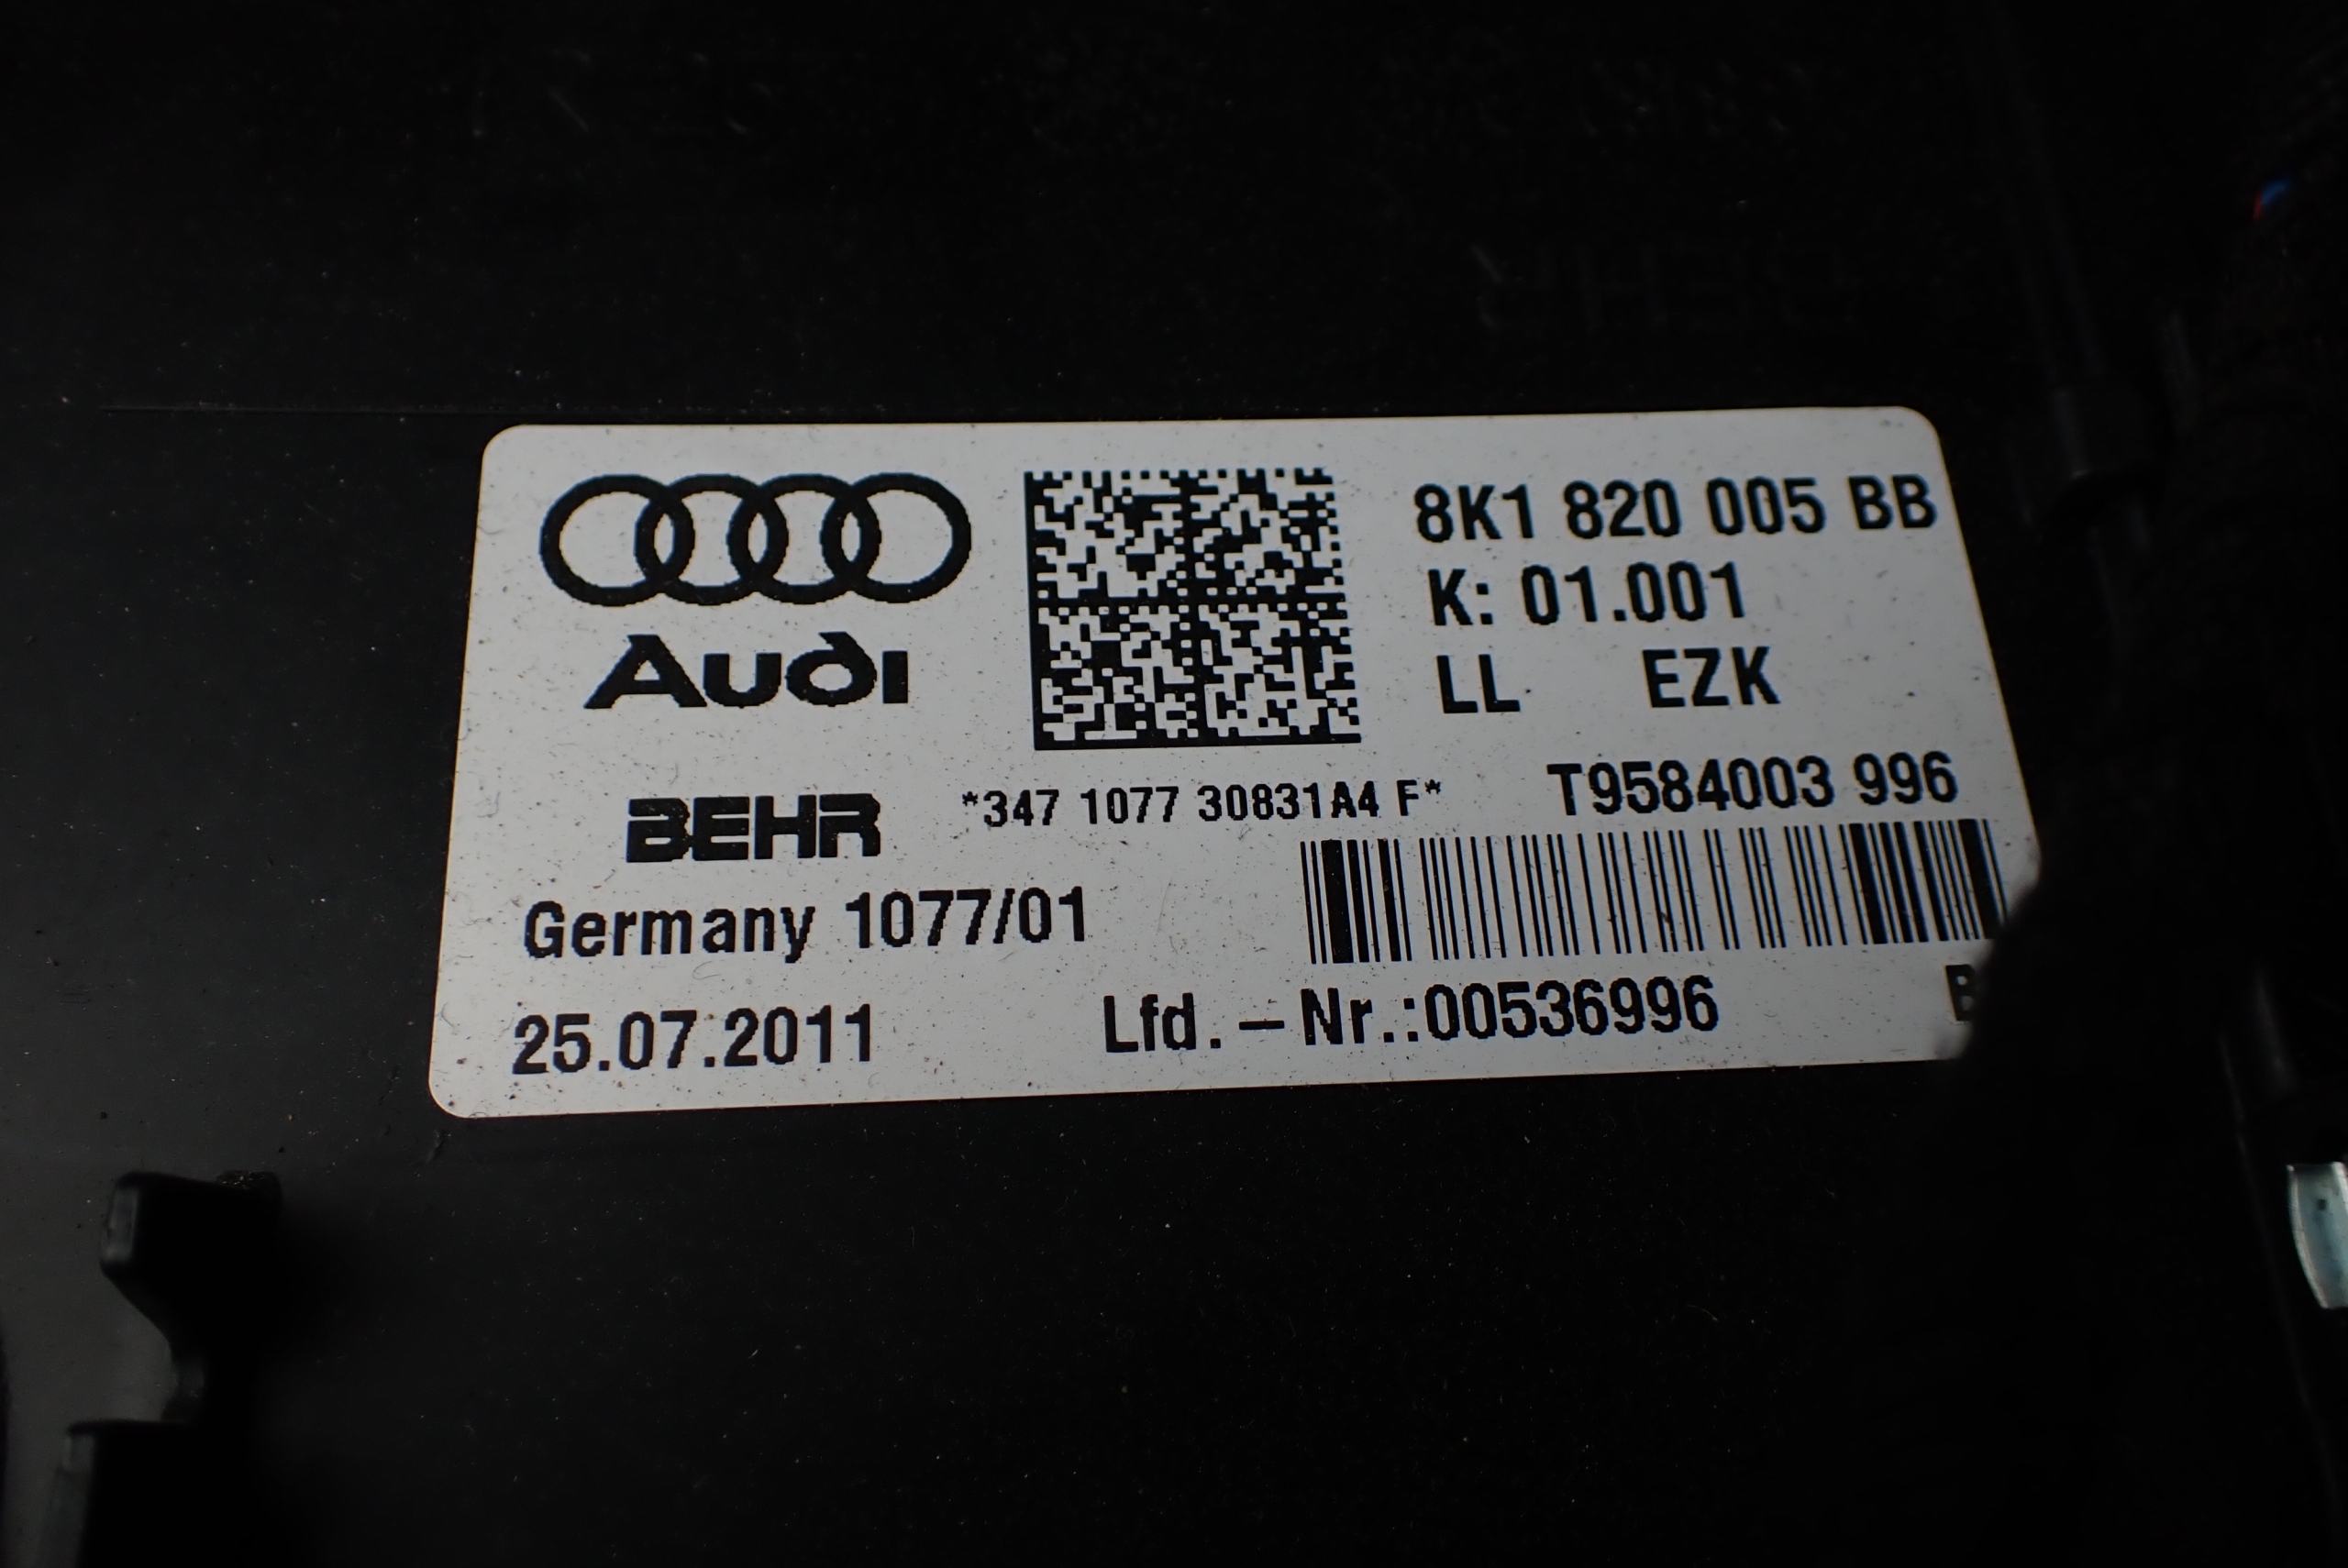 Audi
8K1 820 005 BB
K: 01.001
LL EZK
BEHR
*347 1077 30831A4 F*
T9584003 996
Germany 1077/01
25.07.2011
Lfd. – Nr.:00536996